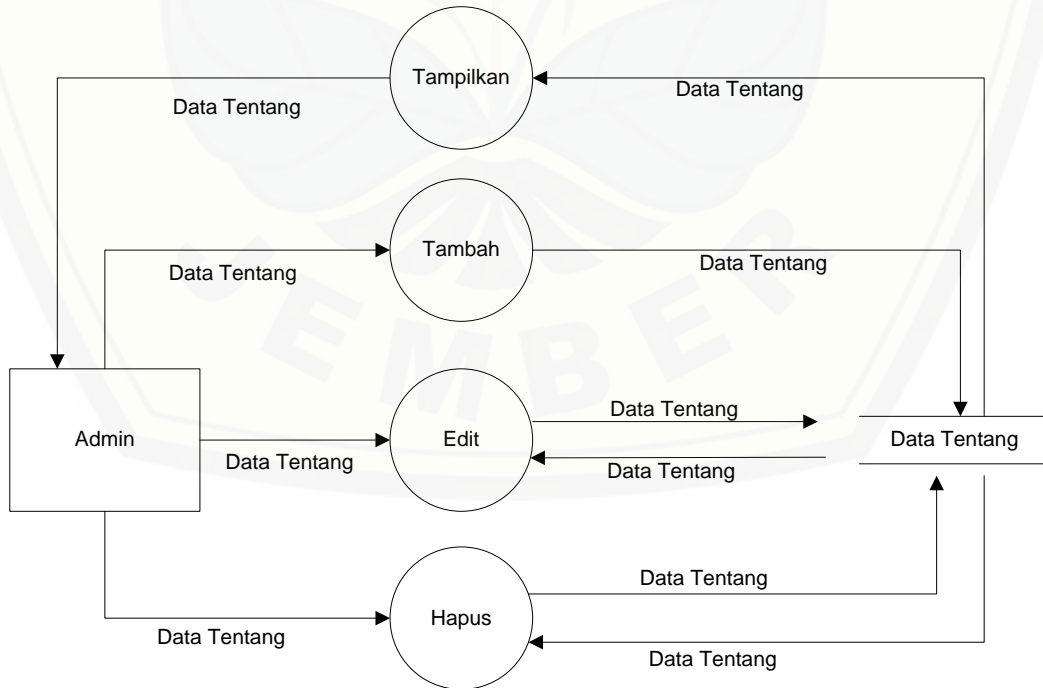 Tampilkan
Data Tentang
Data Tentang
Tambah
Data Tentang
Data Tentang
Data Tentang
Admin
Edit
Data Tentang
Data Tentang
Data Tentang
Data Tentang
Hapus
Data Tentang
Data Tentang
JEMBER